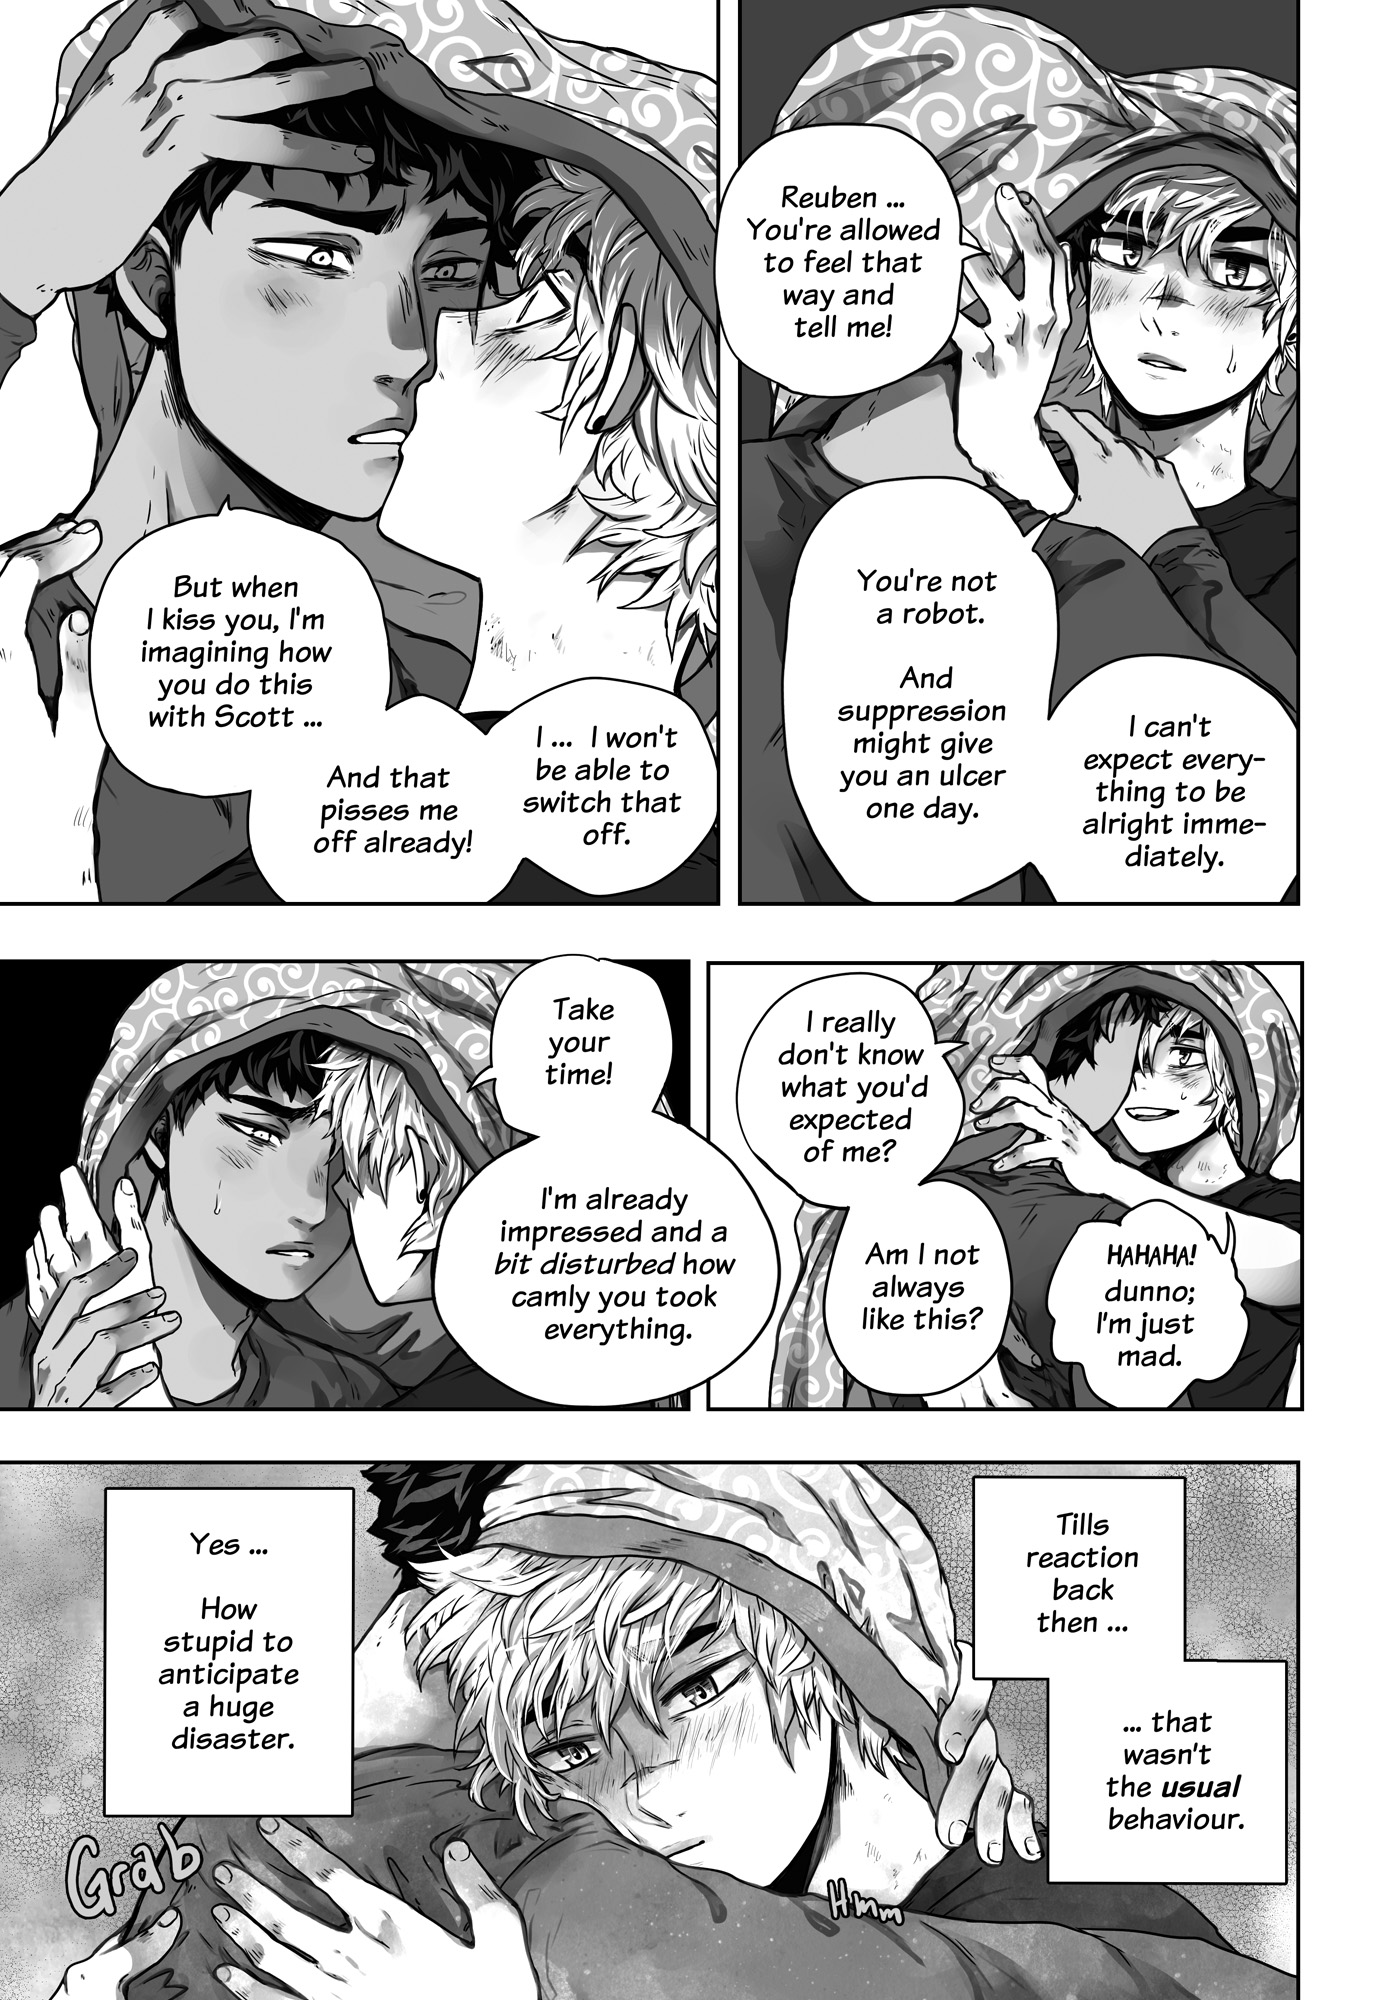 But when
I kiss you, I'm
imagining how
you do this
with Scott ...
And that
pisses me
off already!
I ... I won't
be able to
switch that
off.
Reuben ...
You're allowed
to feel that
way and
tell me!
You're not
a robot.
And
suppression
might give
you an ulcer
one day.
I can't
expect every-
thing to be
alright imme-
diately.
Take
your
time!
I'm already
impressed and a
bit disturbed how
camly you took
everything.
I really
don't know
what you'd
expected
of me?
Am I not
always
like this?
HAHAHA!
dunno;
I'm just
mad.
Yes ...
How
stupid to
anticipate
a huge
disaster.
Tills
reaction
back
then ...
... that
wasn't
the usual
behaviour.
Grab
Hmm